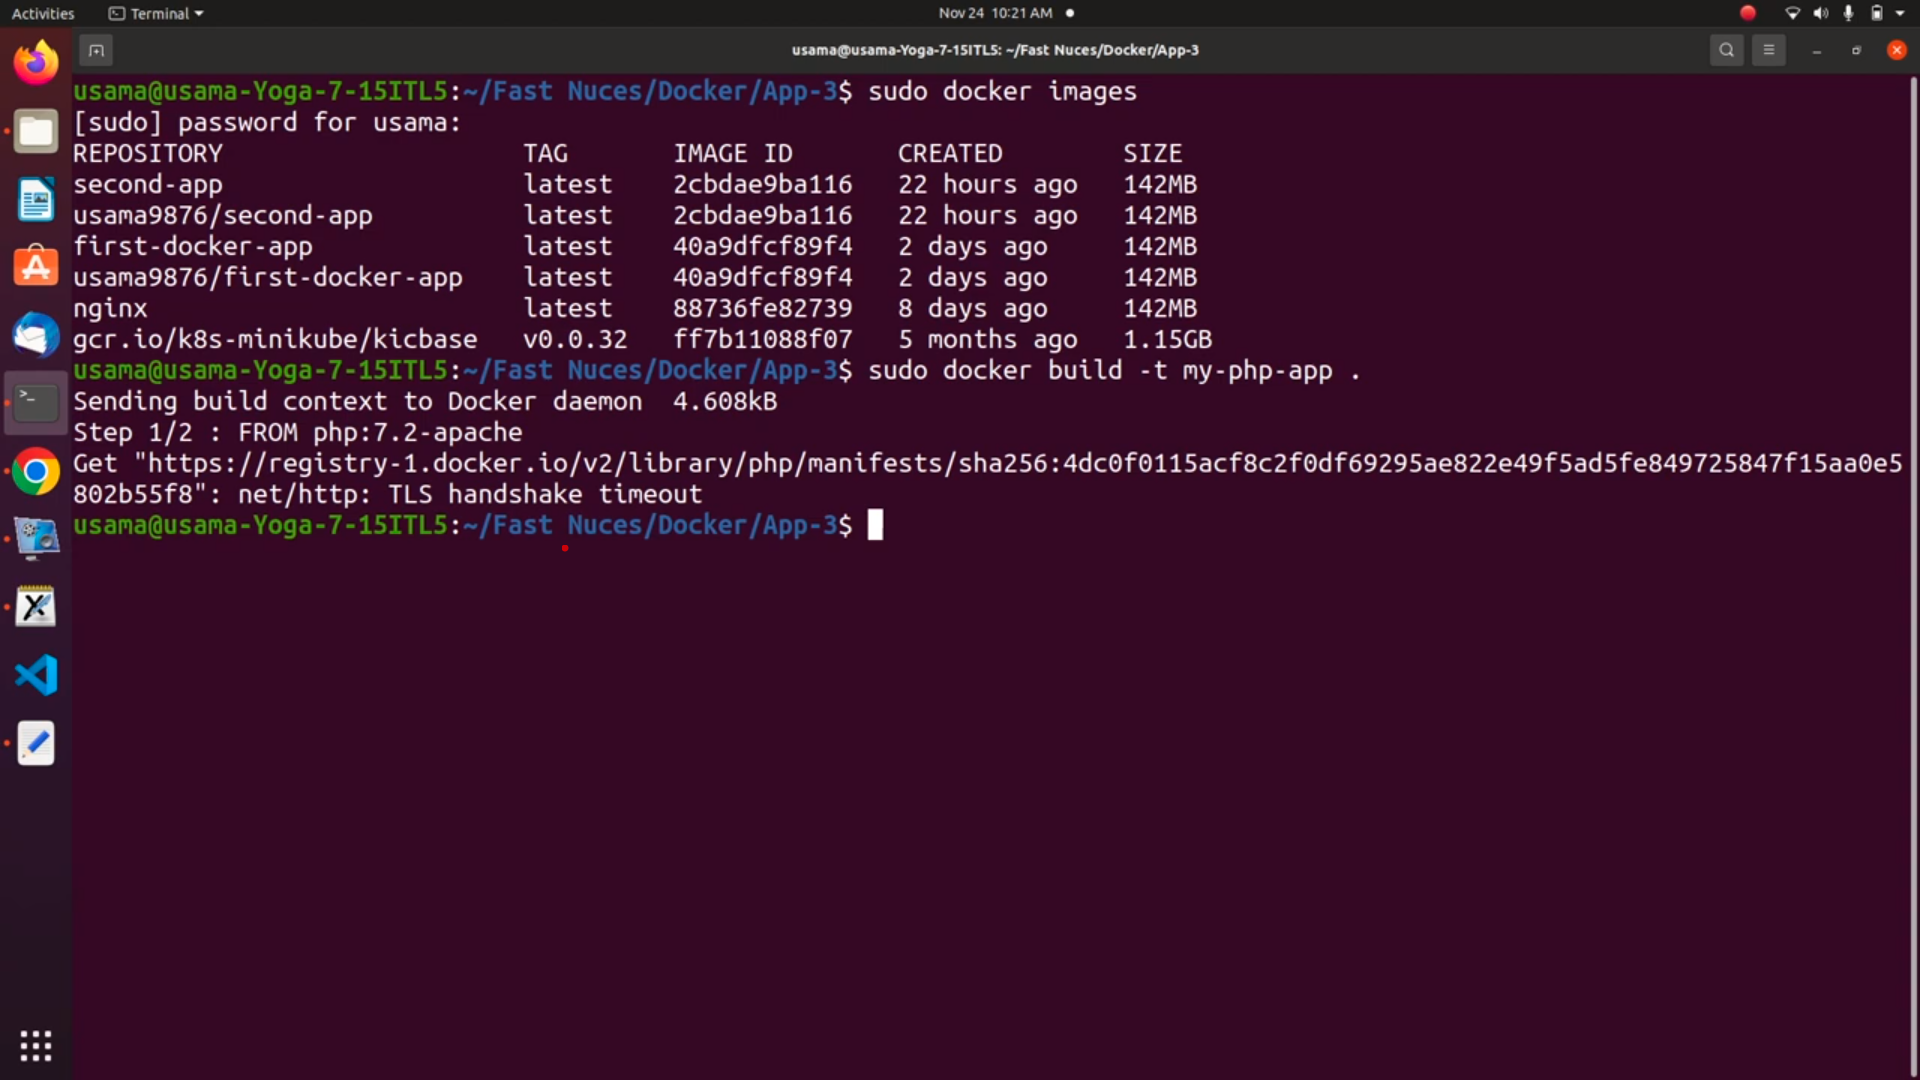 Activities Terminal Nov 24 10:21 AM
usama@usama-Yoga-7-15ITL5: ~/Fast Nuces/Docker/App-3
usama@usama-Yoga-7-15ITL5:~/Fast Nuces/Docker/App-3$ sudo docker images
[sudo] password for usama:
REPOSITORY TAG IMAGE ID CREATED SIZE
second-app latest 2cbdae9ba116 22 hours ago 142MB
usama9876/second-app latest 2cbdae9ba116 22 hours ago 142MB
first-docker-app latest 40a9dfcf89f4 2 days ago 142MB
usama9876/first-docker-app latest 40a9dfcf89f4 2 days ago 142MB
nginx latest 88736fe82739 8 days ago 142MB
gcr.io/k8s-minikube/kicbase v0.0.32 ff7b11088f07 5 months ago 1.15GB
usama@usama-Yoga-7-15ITL5:~/Fast Nuces/Docker/App-3$ sudo docker build -t my-php-app .
Sending build context to Docker daemon 4.608kB
Step 1/2 : FROM php:7.2-apache
Get "https://registry-1.docker.io/v2/library/php/manifests/sha256:4dc0f0115acf8c2f0df69295ae822e49f5ad5fe849725847f15aa0e5
802b55f8": net/http: TLS handshake timeout
usama@usama-Yoga-7-15ITL5:~/Fast Nuces/Docker/App-3$